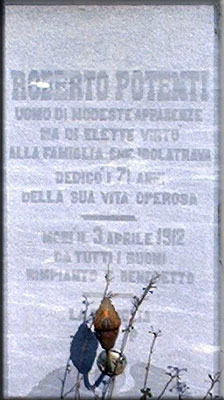 ROBERTO POTENTI
UOMO DI MODESTE APPARENZE
MA DI ELETTE VIRTÙ
ALLA FAMIGLIA CHE IDOLATRAVA
DEDICÒ I 71 ANNI
DELLA SUA VITA OPEROSA
MORÌ IL 3 APRILE 1912
DA TUTTI I BUONI
RIMPIANTO E BENEDETTO